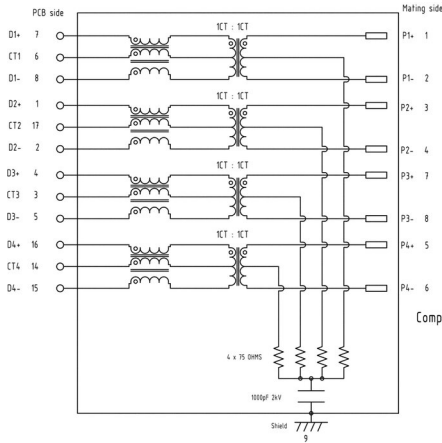 PCB side Mating side
D1+ 7 1CT : 1CT P1+ 1
CT1 6
D1- 8 P1- 2
D2+ 1 1CT : 1CT P2+ 3
CT2 17
D2- 2 P2- 4
D3+ 4 1CT : 1CT P3+ 7
CT3 3
D3- 5 P3- 8
D4+ 16 1CT : 1CT P4+ 5
CT4 14
D4- 15 P4- 6
Comp
4 x 75 OHMS
1000pF 2kV
Shield
9